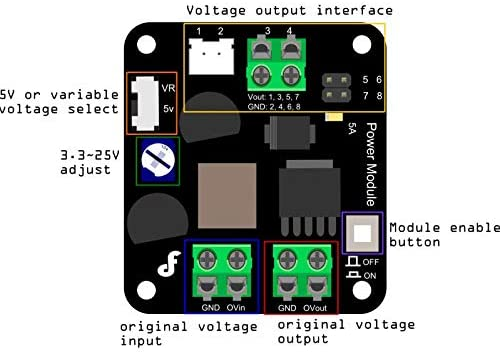 Voltage output interface
1 2 3 4
5V or variable
voltage select
VR
5v
Vout: 1, 3, 5, 7
GND: 2, 4, 6, 8
5 6
7 8
5A
Power Module
3.3~25V
adjust
Module enable
button
OFF
ON
GND OVin
GND OVout
original voltage
input
original voltage
output